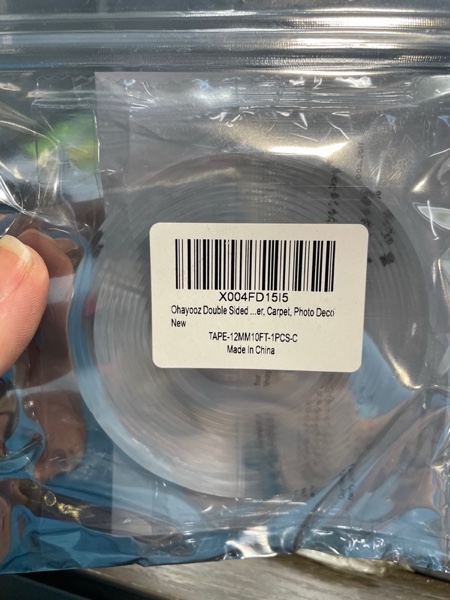 X004FD15I5
Ohayooz Double Sided ...er, Carpet, Photo Deco
New
TAPE-12MM10FT-1PCS-C
Made In China